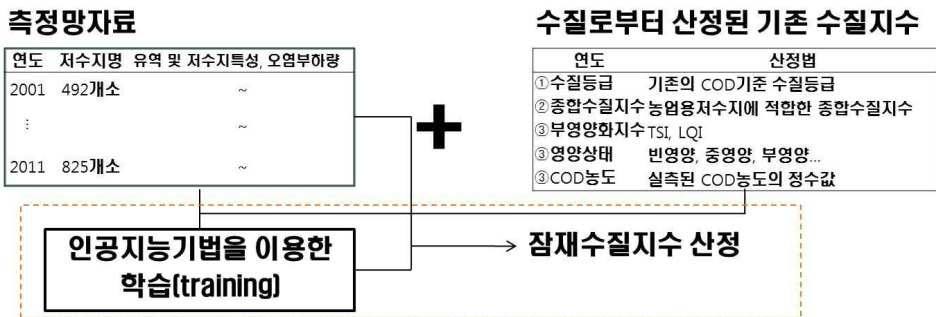 측정망자료
연도 저수지명 유역 및 저수지특성, 오염부하량
2001 492개소 ~
⋮ ~
2011 825개소 ~
+
수질로부터 산정된 기존 수질지수
연도 산정법
①수질등급 기존의 COD기준 수질등급
②종합수질지수 농업용저수지에 적합한 종합수질지수
③부영양화지수 TSI, LQI
③영양상태 빈영양, 중영양, 부영양...
③COD농도 실측된 COD농도의 정수값
인공지능기법을 이용한
학습(training)
잠재수질지수 산정